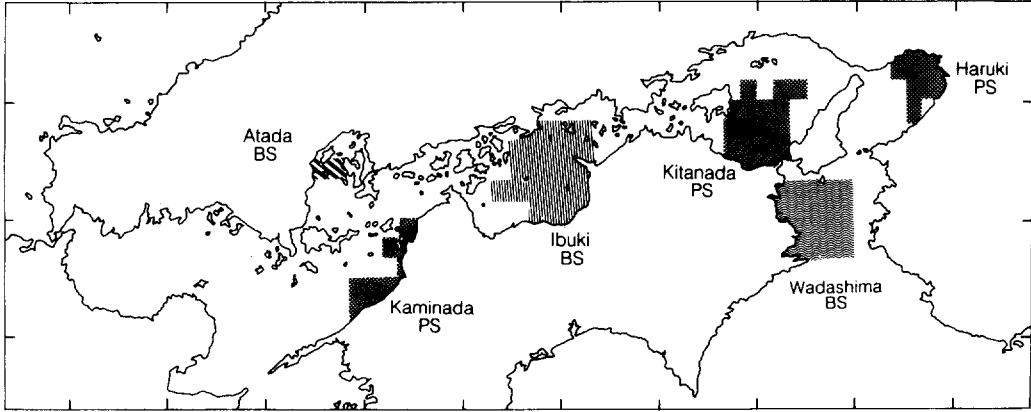 Haruki
PS
Atada
BS
Kitanada
PS
Ibuki
BS
Wadashima
BS
Kaminada
PS